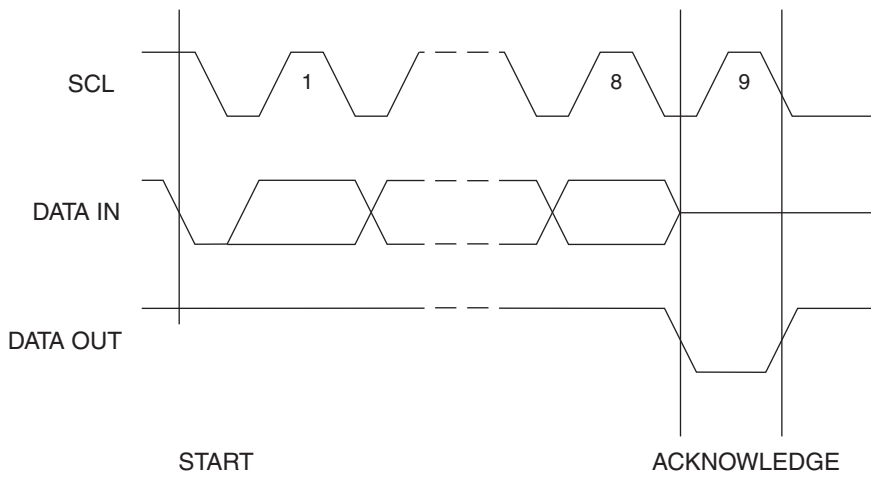 SCL
1
8
9
DATA IN
DATA OUT
START
ACKNOWLEDGE